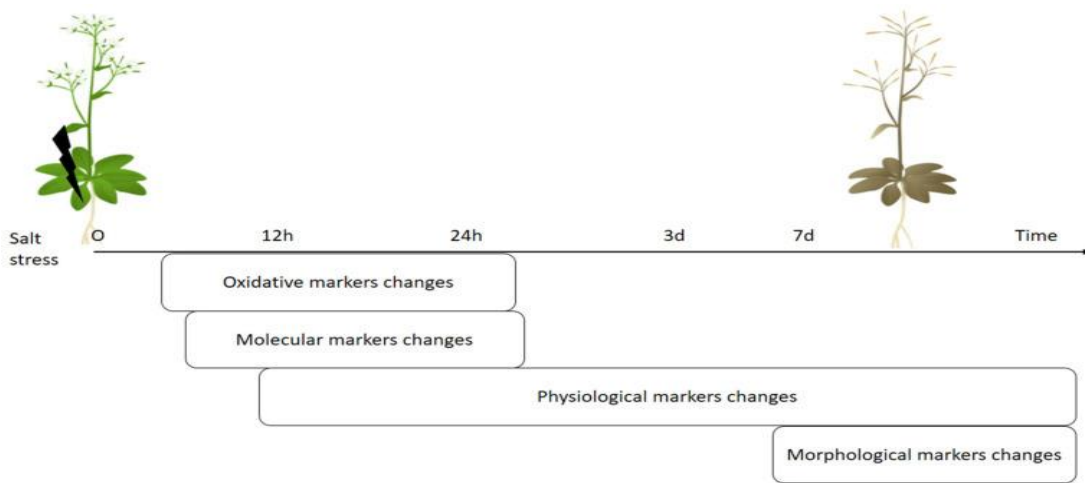 Salt
stress
O 12h 24h 3d 7d Time
Oxidative markers changes
Molecular markers changes
Physiological markers changes
Morphological markers changes